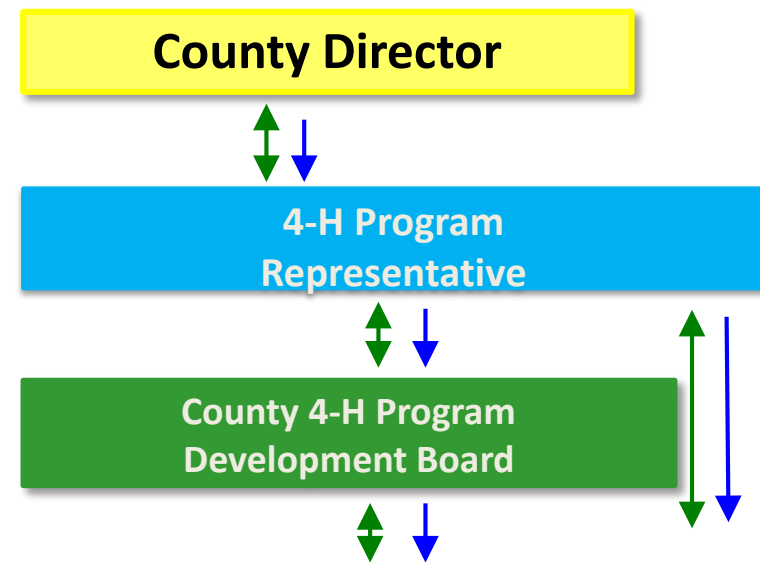 County Director
4-H Program
Representative
County 4-H Program
Development Board